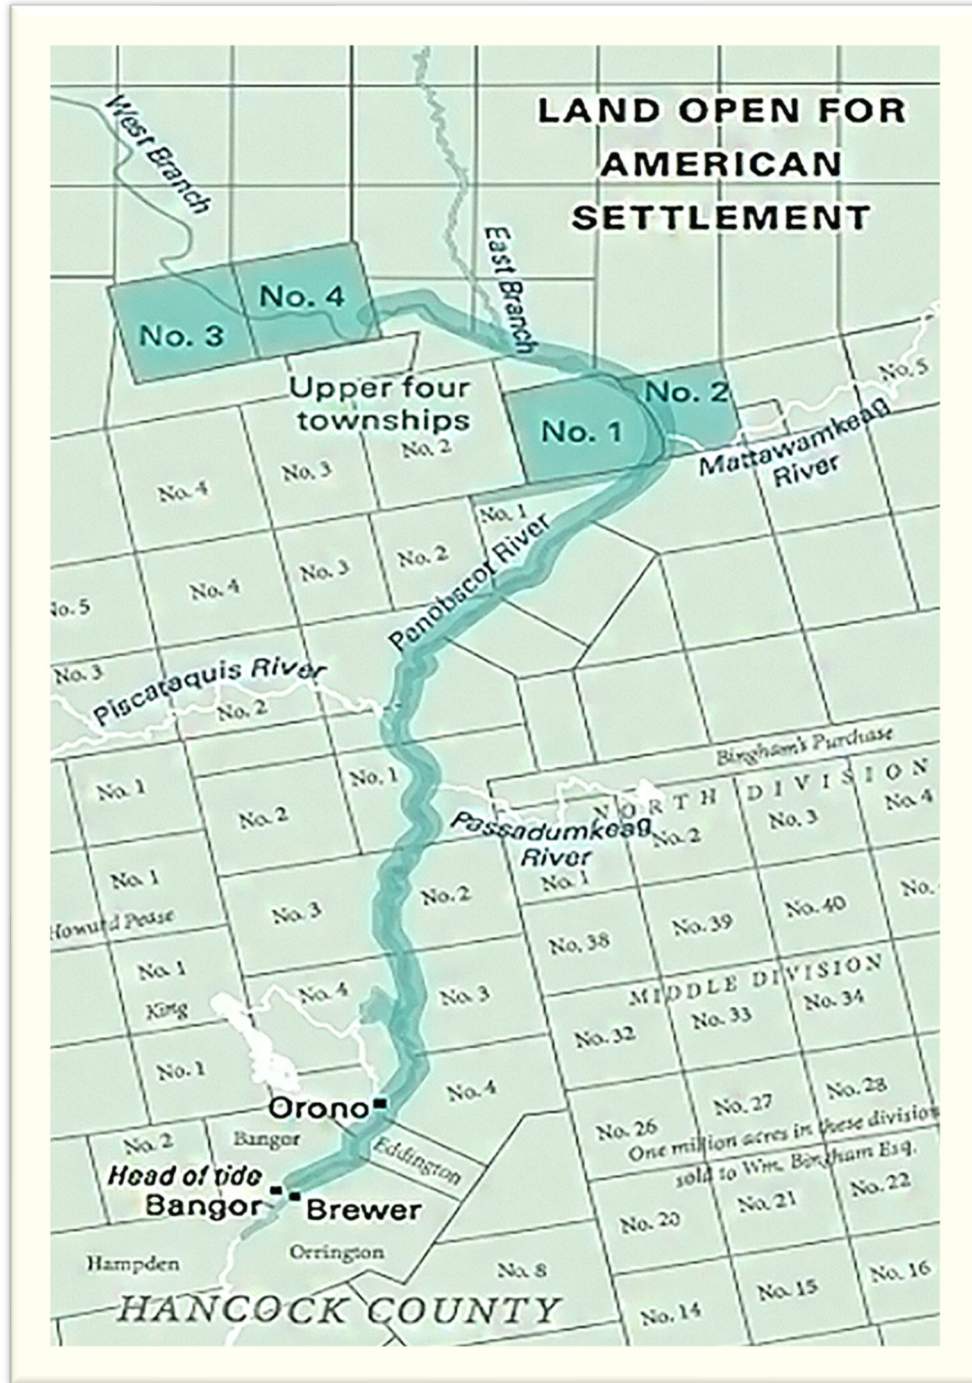 LAND OPEN FOR
AMERICAN
SETTLEMENT
West Branch
East Branch
No. 4
No. 3
No. 2
No. 1
Upper four
townships
No. 5
Mattawamkeag
River
No. 2
No. 3
No. 4
No. 1
Penobscot River
No. 2
No. 3
No. 4
No. 5
No. 3
Piscataquis River
No. 2
Bingham's Purchase
NORTH DIVISION
No. 1
No. 1
No. 2
No. 4
No. 3
No. 2
Passadumkeag
River
No. 1
No. 1
Howard Pease
No. 3
No. 2
No. 38
No. 39
No. 40
No.
No. 1
King
No. 4
No. 3
MIDDLE DIVISION
No. 32
No. 33
No. 34
No. 1
No. 4
Orono
No. 26
No. 27
No. 28
One million acres in these division
sold to Wm. Bingham Esq.
No. 2
Bangor
Eddington
Head of tide
Bangor
Brewer
No. 20
No. 21
No. 22
Hampden
Orrington
No. 8
No. 14
No. 15
No. 16
HANCOCK COUNTY